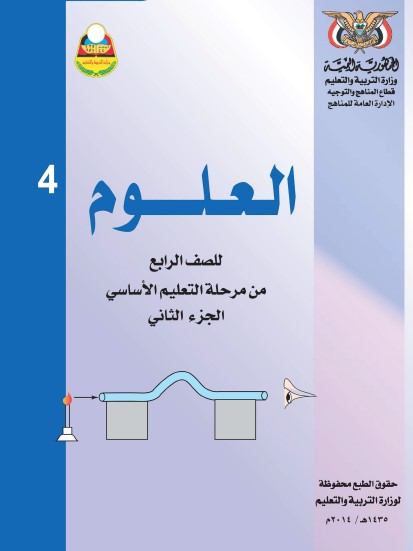 الجمهورية اليمنية
وزارة التربية والتعليم
قطاع المناهج والتوجيه
الإدارة العامة للمناهج
4
العلوم
للصف الرابع
من مرحلة التعليم الأساسي
الجزء الثاني
حقوق الطبع محفوظة
لوزارة التربية والتعليم
١٤٣٥هـ/ ٢٠١٤م